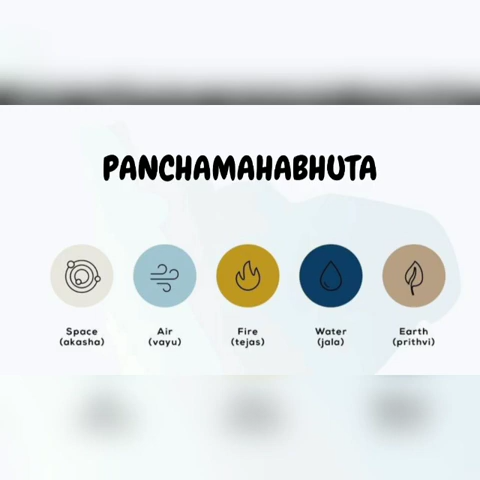 PANCHAMAHABHUTA
Space Air Fire Water Earth
(akasha) (vayu) (tejas) (jala) (prithvi)